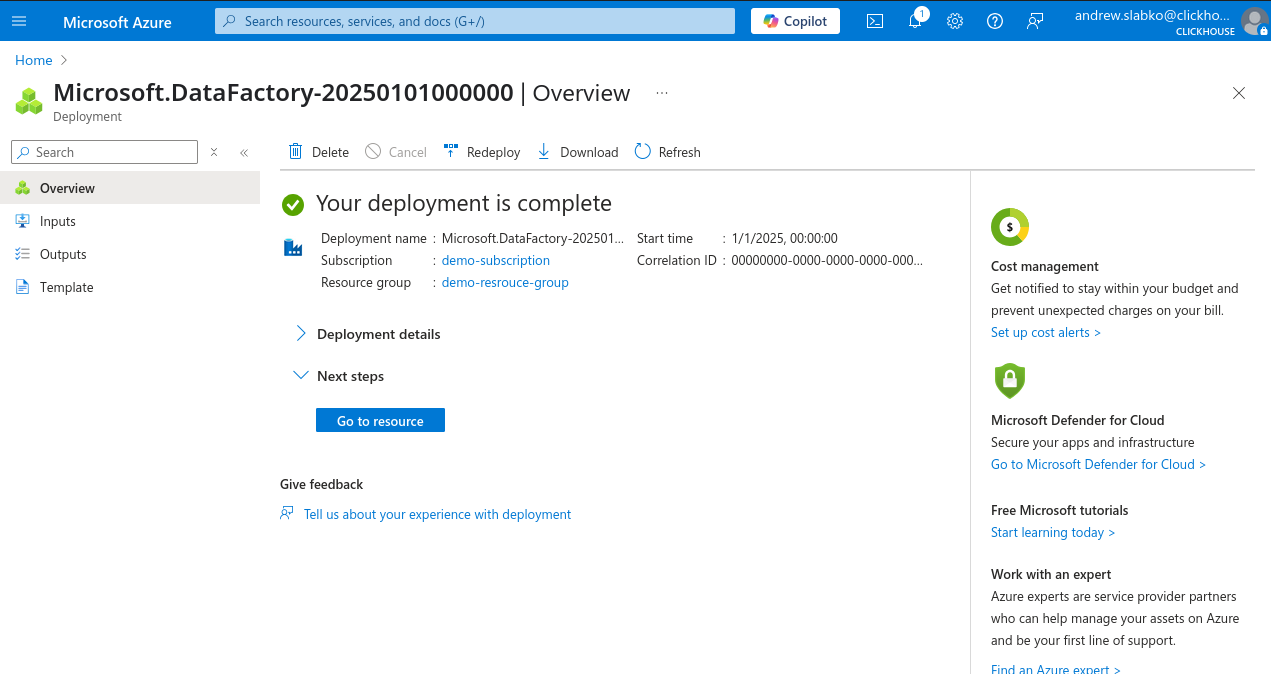 Microsoft Azure
Search resources, services, and docs (G+/)
Copilot
1
andrew.slabko@clickho...
CLICKHOUSE
Home
Microsoft.DataFactory-20250101000000 | Overview
...
Deployment
Search
Delete
Cancel
Redeploy
Download
Refresh
Overview
Inputs
Outputs
Template
Your deployment is complete
Deployment name : Microsoft.DataFactory-202501...
Subscription : demo-subscription
Resource group : demo-resrouce-group
Start time : 1/1/2025, 00:00:00
Correlation ID : 00000000-0000-0000-0000-000...
Deployment details
Next steps
Go to resource
Give feedback
Tell us about your experience with deployment
$
Cost management
Get notified to stay within your budget and
prevent unexpected charges on your bill.
Set up cost alerts >
Microsoft Defender for Cloud
Secure your apps and infrastructure
Go to Microsoft Defender for Cloud >
Free Microsoft tutorials
Start learning today >
Work with an expert
Azure experts are service provider partners
who can help manage your assets on Azure
and be your first line of support.
Find an Azure expert >